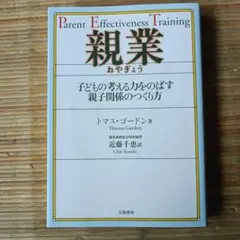 Parent Effectiveness Training
親業
おやぎょう
子どもの考える力をのばす
親子関係のつくり方
トマス・ゴードン 著
Thomas Gordon
近藤千恵 訳
Chie Kondo
大和書房